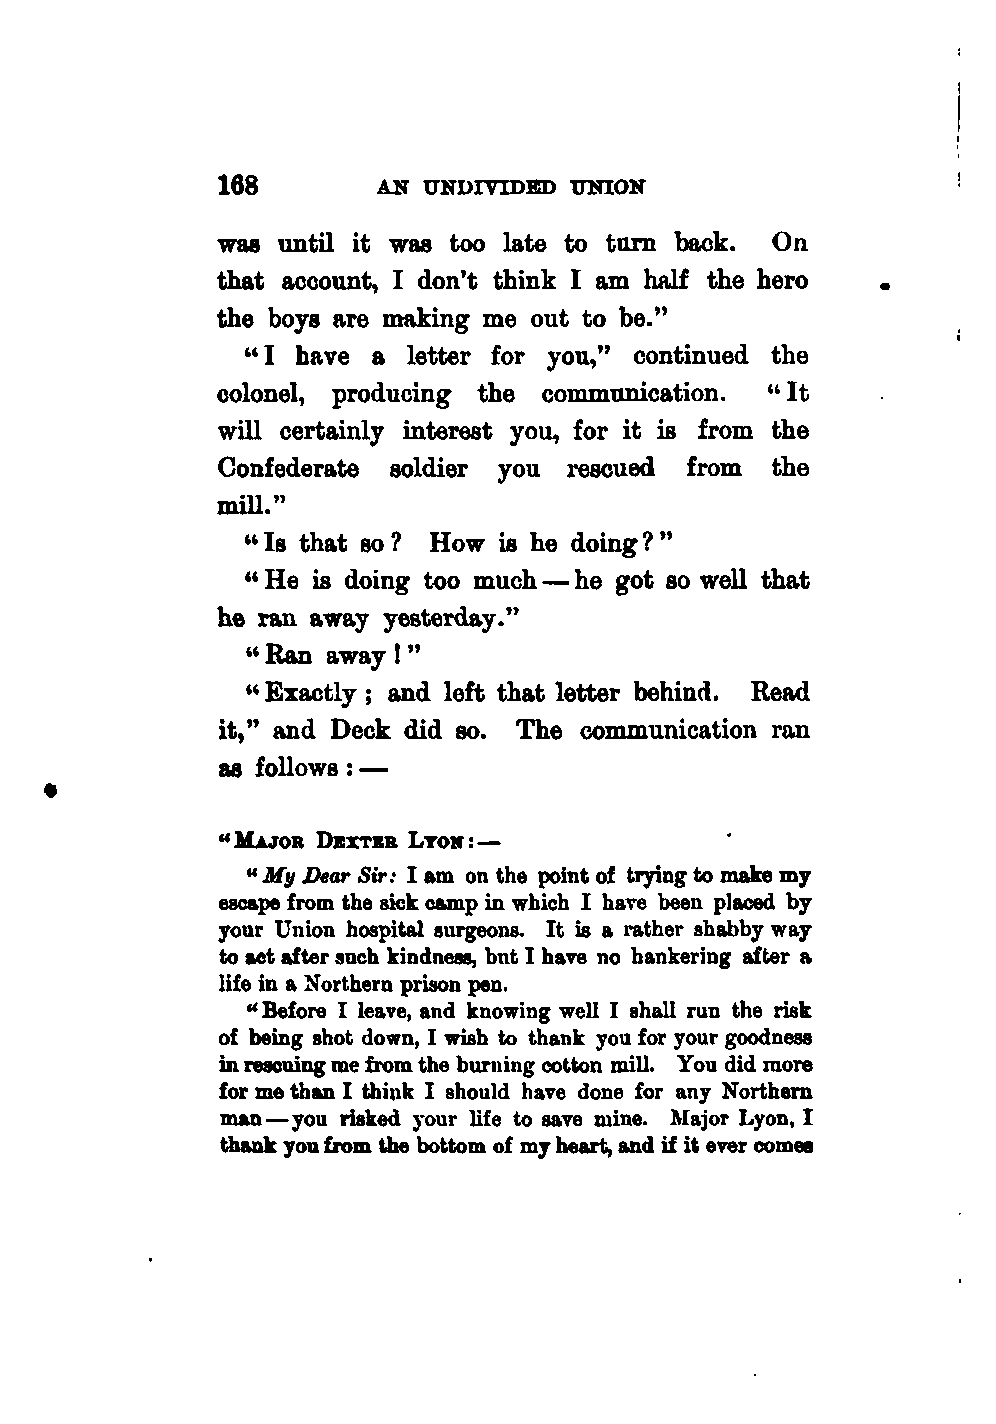 168 AN UNDIVIDED UNION
was until it was too late to turn back. On
that account, I don't think I am half the hero
the boys are making me out to be."
"I have a letter for you," continued the
colonel, producing the communication. "It
will certainly interest you, for it is from the
Confederate soldier you rescued from the
mill."
"Is that so? How is he doing?"
"He is doing too much—he got so well that
he ran away yesterday."
"Ran away!"
"Exactly; and left that letter behind. Read
it," and Deck did so. The communication ran
as follows:—
"MAJOR DEXTER LYON:—
"My Dear Sir: I am on the point of trying to make my
escape from the sick camp in which I have been placed by
your Union hospital surgeons. It is a rather shabby way
to act after such kindness, but I have no hankering after a
life in a Northern prison pen.
"Before I leave, and knowing well I shall run the risk
of being shot down, I wish to thank you for your goodness
in rescuing me from the burning cotton mill. You did more
for me than I think I should have done for any Northern
man—you risked your life to save mine. Major Lyon, I
thank you from the bottom of my heart, and if it ever comes